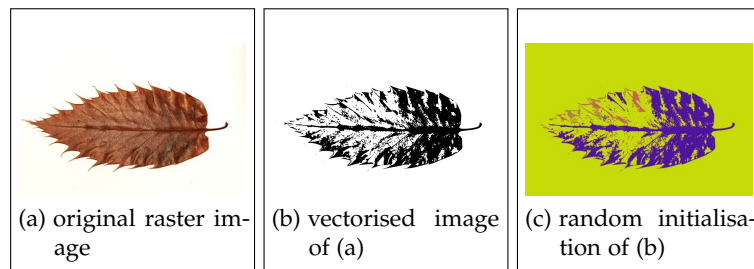 (a) original raster im-
age
(b) vectorised image
of (a)
(c) random initialisa-
tion of (b)